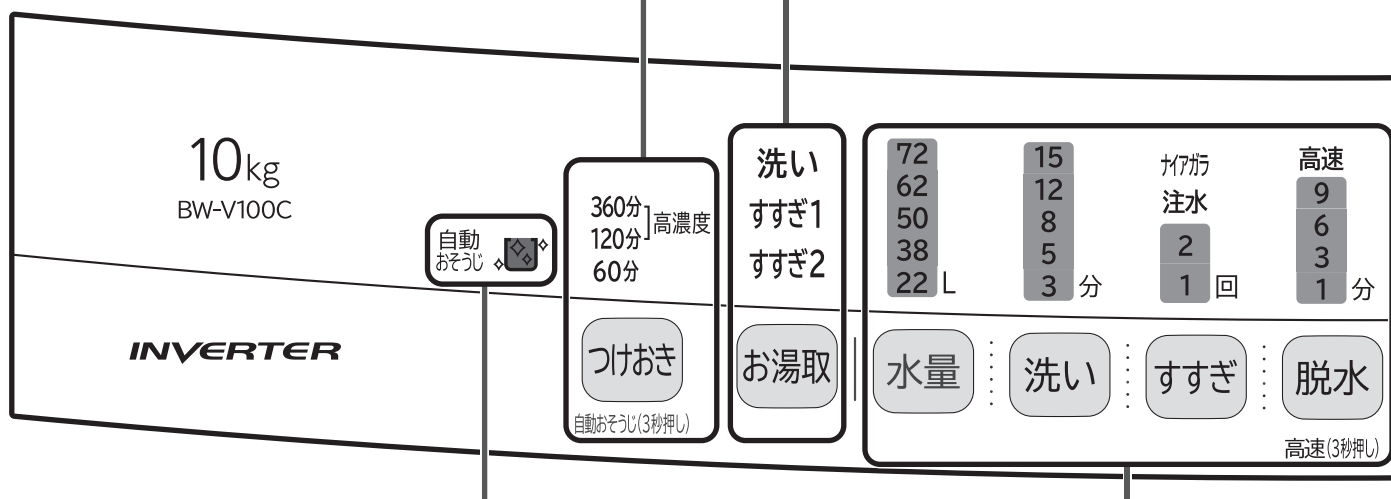 10kg
BW-V100C
自動
おそうじ
INVERTER
360分
120分
高濃度
60分
つけおき
自動おそうじ(3秒押し)
洗い
すすぎ1
すすぎ2
お湯取
72
62
50
38
22 L
水量
15
12
8
5
3 分
洗い
ナイアガラ
注水
2
1 回
すすぎ
高速
9
6
3
1 分
脱水
高速(3秒押し)